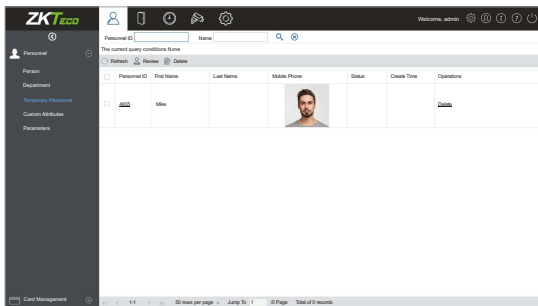 ZKTeco
Welcome, admin
Personnel ID Name
The current query conditions None
Personnel
Refresh Review Delete
Person
Personnel ID First Name Last Name Mobile Phone Status Create Time Operations
Department
Temporary Personnel
4835 Mike Delete
Custom Attributes
Parameters
Card Management
1-1 50 rows per page Jump To 1 /0 Page Total of 0 records